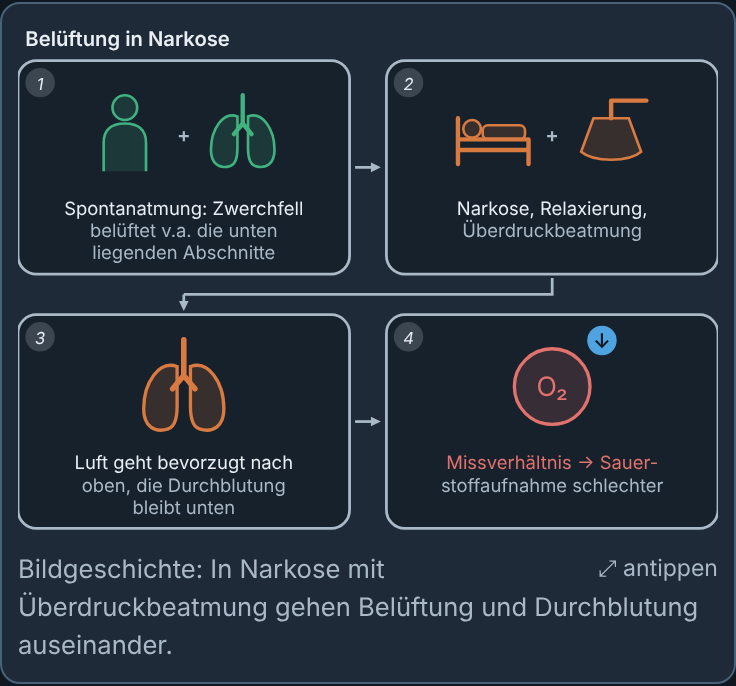 Belüftung in Narkose
1
+
Spontanatmung: Zwerchfell
belüftet v.a. die unten
liegenden Abschnitte
2
+
Narkose, Relaxierung,
Überdruckbeatmung
3
Luft geht bevorzugt nach
oben, die Durchblutung
bleibt unten
4
O₂
Missverhältnis → Sauer-
stoffaufnahme schlechter
Bildgeschichte: In Narkose mit
Überdruckbeatmung gehen Belüftung und Durchblutung
auseinander.
⤢ antippen